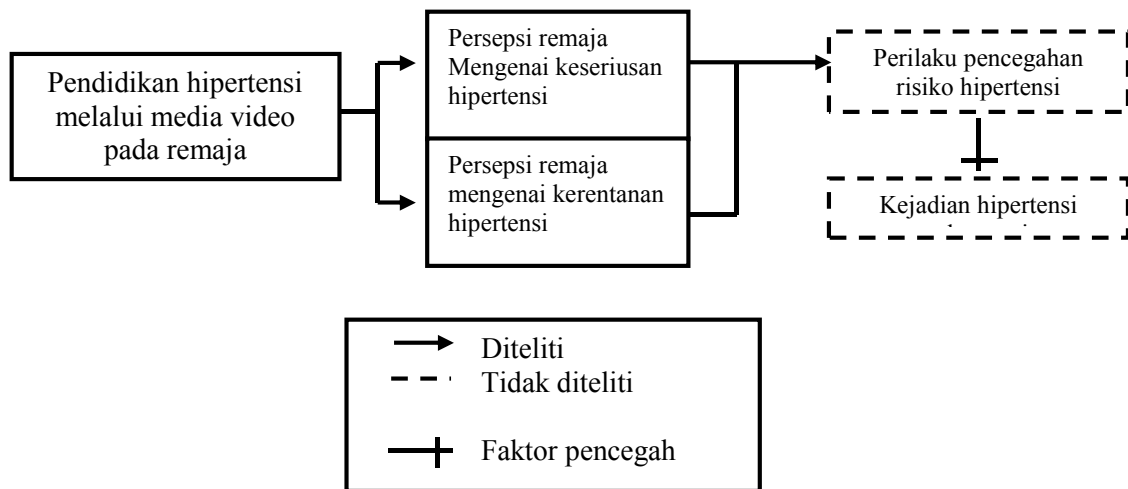 Pendidikan hipertensi
melalui media video
pada remaja
Persepsi remaja
Mengenai keseriusan
hipertensi
Persepsi remaja
mengenai kerentanan
hipertensi
Perilaku pencegahan
risiko hipertensi
Kejadian hipertensi
Diteliti
Tidak diteliti
Faktor pencegah